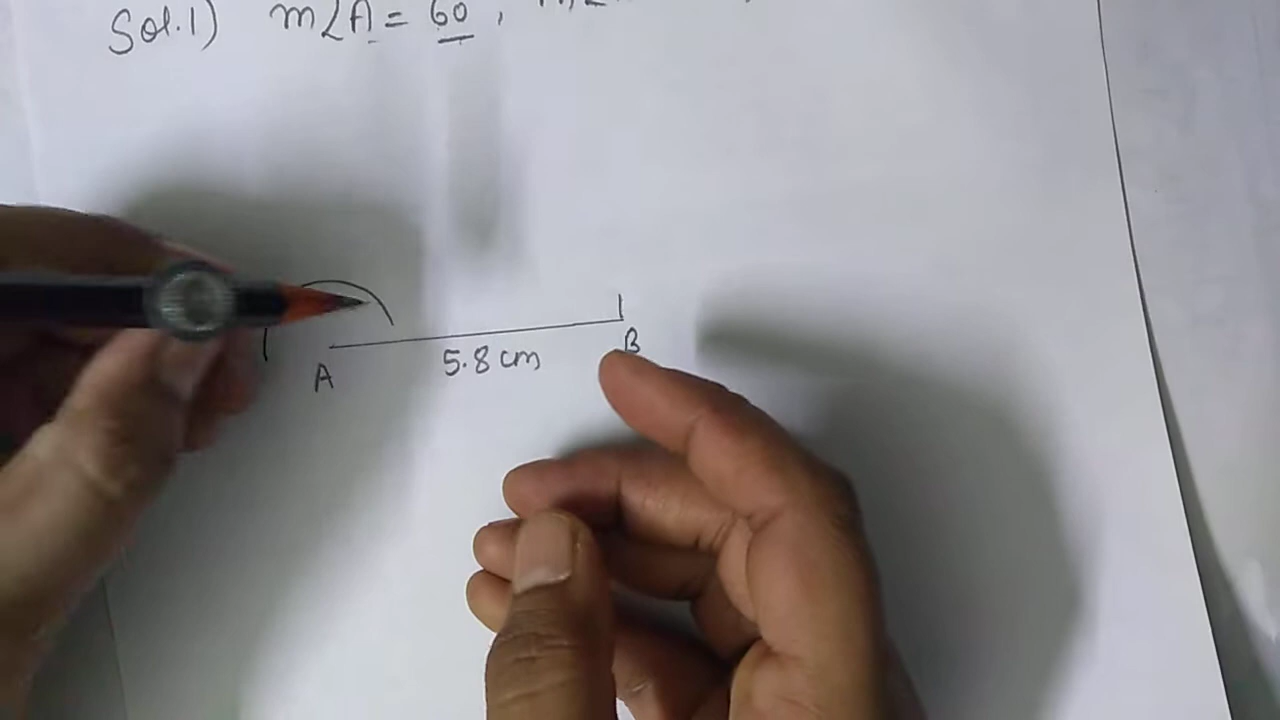 Sol.1) m∠A = 60,
5.8 cm
B
A